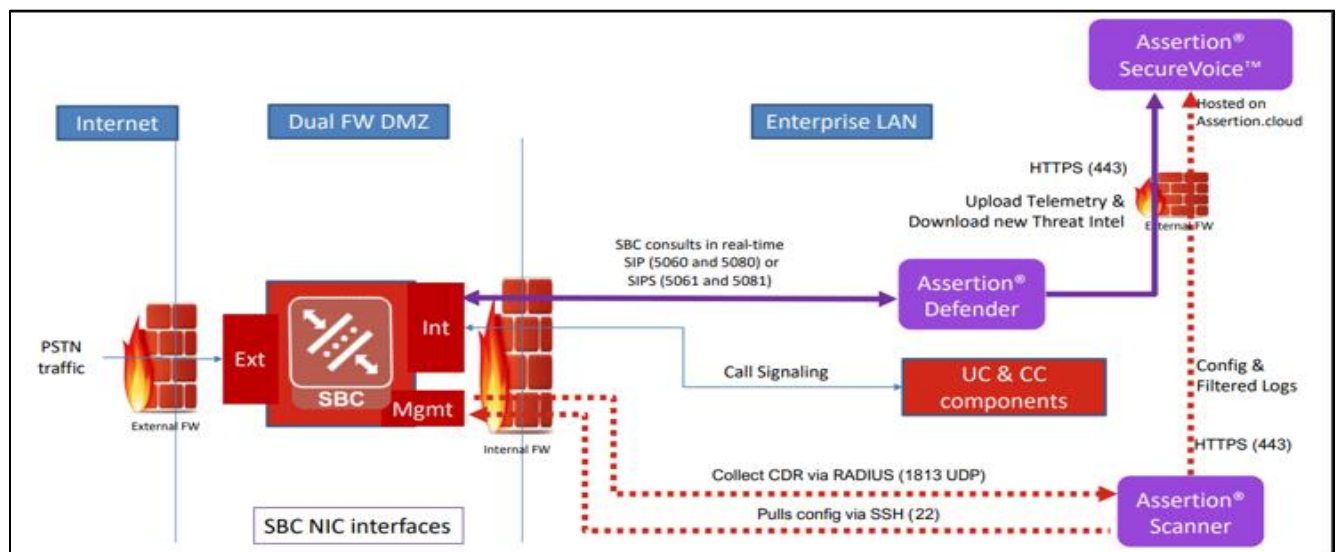 Assertion®
SecureVoice™
Internet
Dual FW DMZ
Enterprise LAN
Hosted on
Assertion.cloud
HTTPS (443)
Upload Telemetry &
Download new Threat Intel
External FW
SBC consults in real-time
SIP (5060 and 5080) or
SIPS (5061 and 5081)
Assertion®
Defender
PSTN
traffic
Ext
Int
SBC
Mgmt
Call Signaling
UC & CC
components
Config &
Filtered Logs
External FW
Internal FW
HTTPS (443)
Collect CDR via RADIUS (1813 UDP)
Pulls config via SSH (22)
Assertion®
Scanner
SBC NIC interfaces